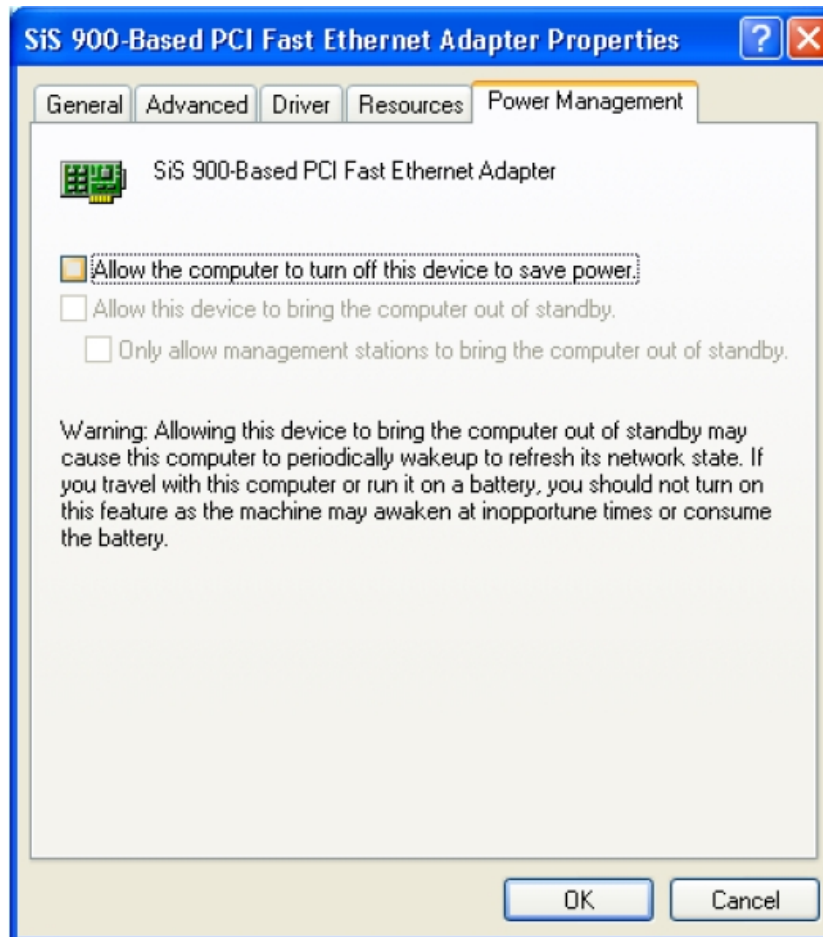 SiS 900-Based PCI Fast Ethernet Adapter Properties
General Advanced Driver Resources Power Management
SiS 900-Based PCI Fast Ethernet Adapter
Allow the computer to turn off this device to save power.
Allow this device to bring the computer out of standby.
Only allow management stations to bring the computer out of standby.
Warning: Allowing this device to bring the computer out of standby may
cause this computer to periodically wakeup to refresh its network state. If
you travel with this computer or run it on a battery, you should not turn on
this feature as the machine may awaken at inopportune times or consume
the battery.
OK Cancel